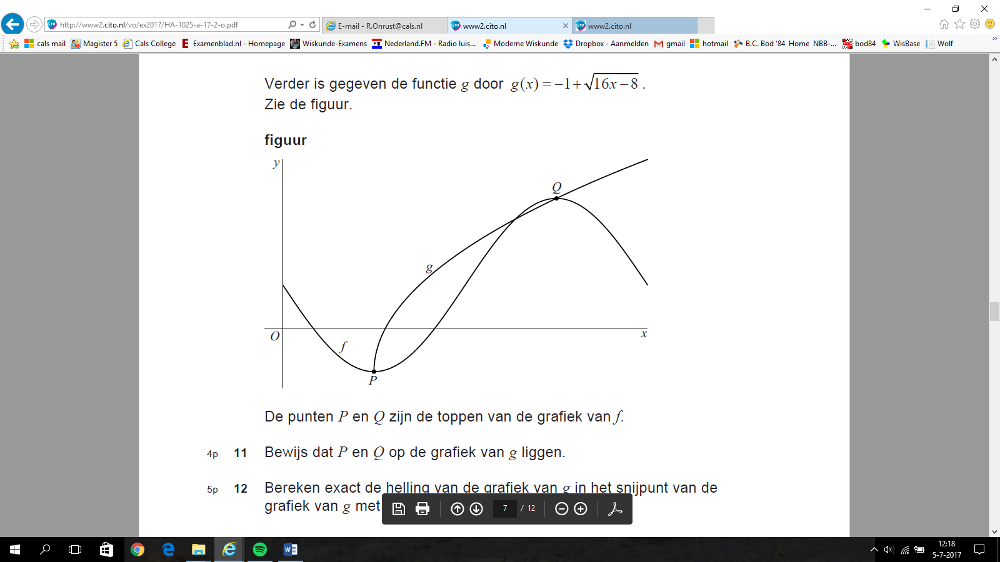 http://www2.cito.nl/vo/ex2017/HA-1025-a-17-2-o.pdf
E-mail - R.Onrust@cals.nl
www2.cito.nl
www2.cito.nl
cals mail
Magister 5
Cals College
Examenblad.nl - Homepage
Wiskunde-Examens
Nederland.FM - Radio luis...
Moderne Wiskunde
Dropbox - Aanmelden
gmail
hotmail
B.C. Bod '84 Home NBB-...
bod84
WisBase
Wolf
Verder is gegeven de functie g door g(x) = −1 + √16x − 8 .
Zie de figuur.
figuur
y
Q
g
O
x
f
P
De punten P en Q zijn de toppen van de grafiek van f.
4p 11 Bewijs dat P en Q op de grafiek van g liggen.
5p 12 Bereken exact de helling van de grafiek van g in het snijpunt van de
grafiek van g met
7 / 12
12:18
5-7-2017